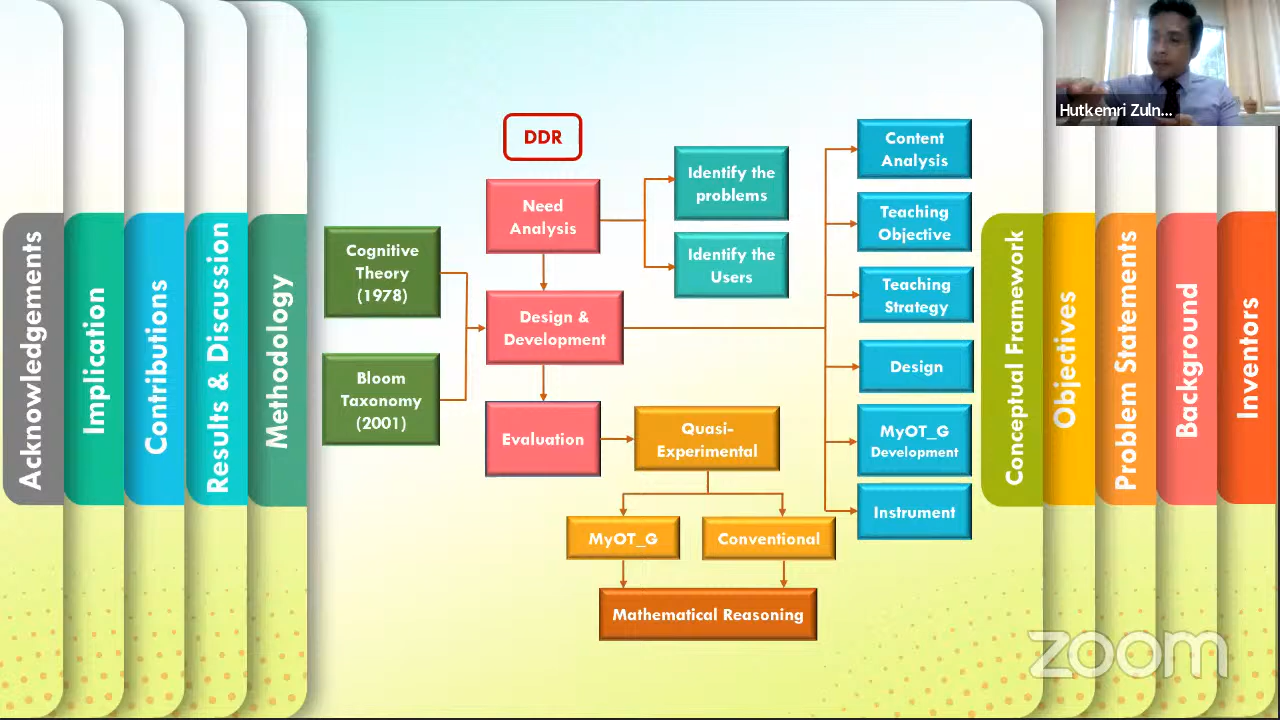 Acknowledgements
Implication
Contributions
Results & Discussion
Methodology
DDR
Need
Analysis
Identify the
problems
Identify the
Users
Cognitive
Theory
(1978)
Bloom
Taxonomy
(2001)
Design &
Development
Evaluation
Quasi-
Experimental
MyOT_G
Conventional
Mathematical Reasoning
Content
Analysis
Teaching
Objective
Teaching
Strategy
Design
MyOT_G
Development
Instrument
Conceptual Framework
Objectives
Problem Statements
Background
Inventors
Hutkemri Zuln...
zoom